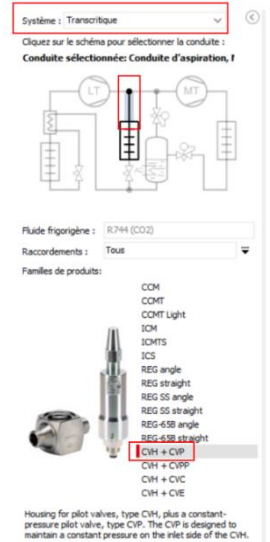 Système : Transcritique
Cliquez sur le schéma pour sélectionner la conduite :
Conduite sélectionnée: Conduite d'aspiration, M
LT
MT
Fluide frigorigène : R744 (CO2)
Raccordements : Tous
Familles de produits:
CCM
CCMT
CCMT Light
ICM
ICMTS
ICS
REG angle
REG straight
REG SS angle
REG SS straight
REG-65B angle
REG-65B straight
CVH + CVP
CVH + CVPP
CVH + CVC
CVH + CVE
Housing for pilot valves, type CVH, plus a constant-
pressure pilot valve, type CVP. The CVP is designed to
maintain a constant pressure on the inlet side of the CVH.